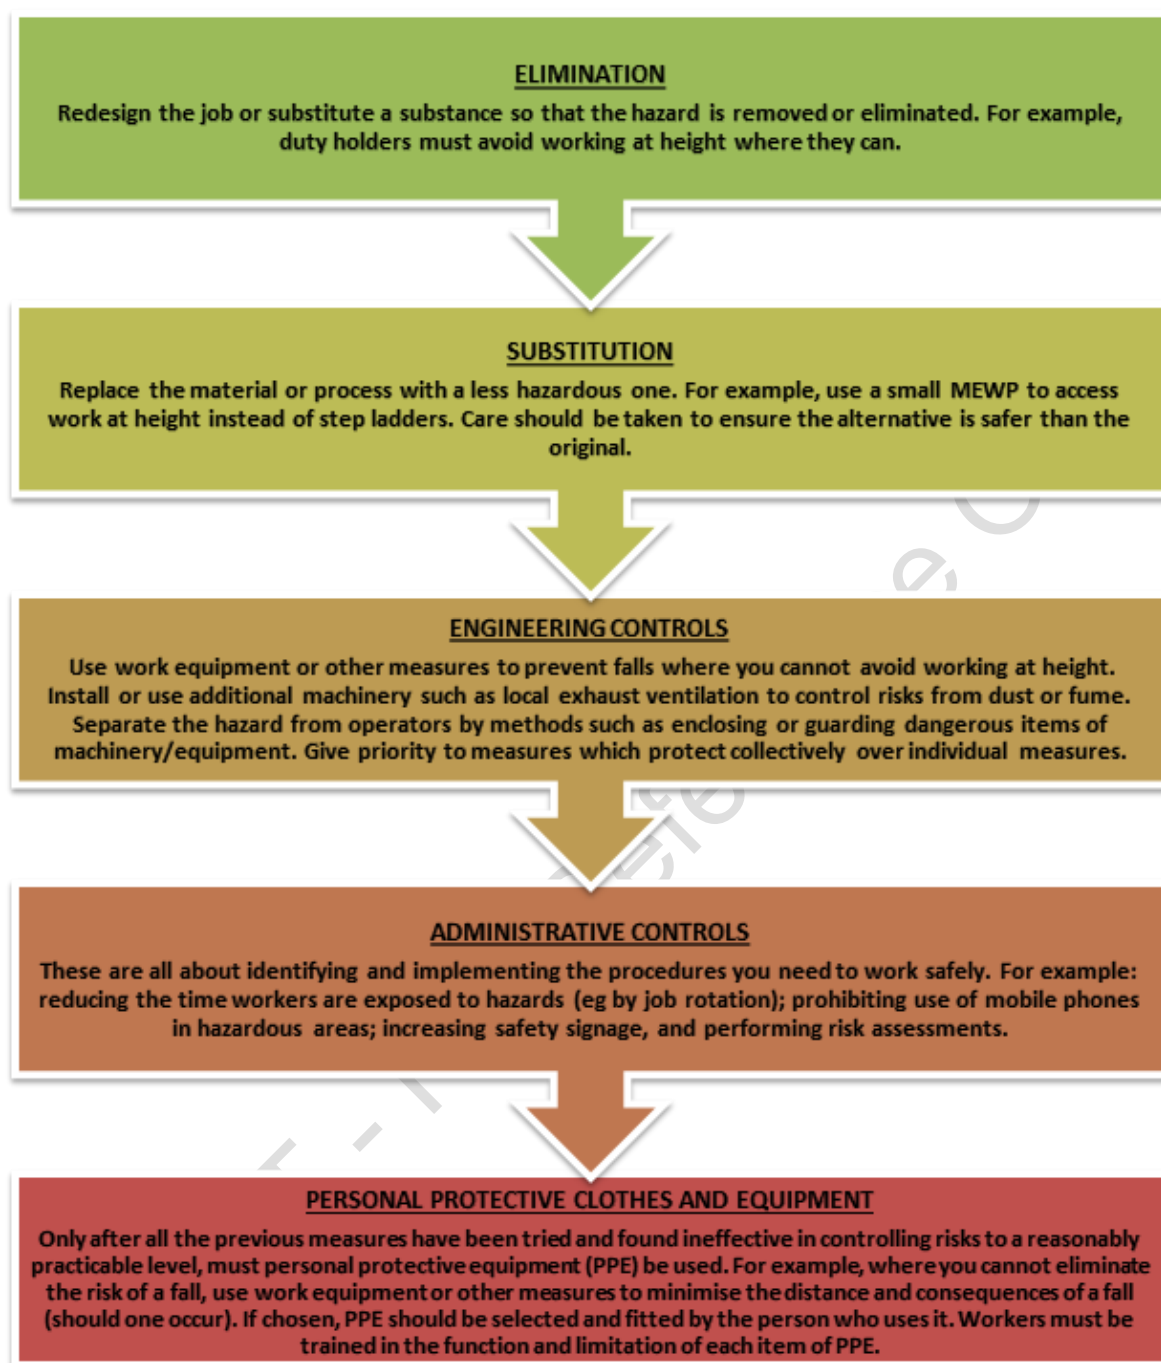 ELIMINATION
Redesign the job or substitute a substance so that the hazard is removed or eliminated. For example,
duty holders must avoid working at height where they can.
SUBSTITUTION
Replace the material or process with a less hazardous one. For example, use a small MEWP to access
work at height instead of step ladders. Care should be taken to ensure the alternative is safer than the
original.
ENGINEERING CONTROLS
Use work equipment or other measures to prevent falls where you cannot avoid working at height.
Install or use additional machinery such as local exhaust ventilation to control risks from dust or fume.
Separate the hazard from operators by methods such as enclosing or guarding dangerous items of
machinery/equipment. Give priority to measures which protect collectively over individual measures.
ADMINISTRATIVE CONTROLS
These are all about identifying and implementing the procedures you need to work safely. For example:
reducing the time workers are exposed to hazards (eg by job rotation); prohibiting use of mobile phones
in hazardous areas; increasing safety signage, and performing risk assessments.
PERSONAL PROTECTIVE CLOTHES AND EQUIPMENT
Only after all the previous measures have been tried and found ineffective in controlling risks to a reasonably
practicable level, must personal protective equipment (PPE) be used. For example, where you cannot eliminate
the risk of a fall, use work equipment or other measures to minimise the distance and consequences of a fall
(should one occur). If chosen, PPE should be selected and fitted by the person who uses it. Workers must be
trained in the function and limitation of each item of PPE.